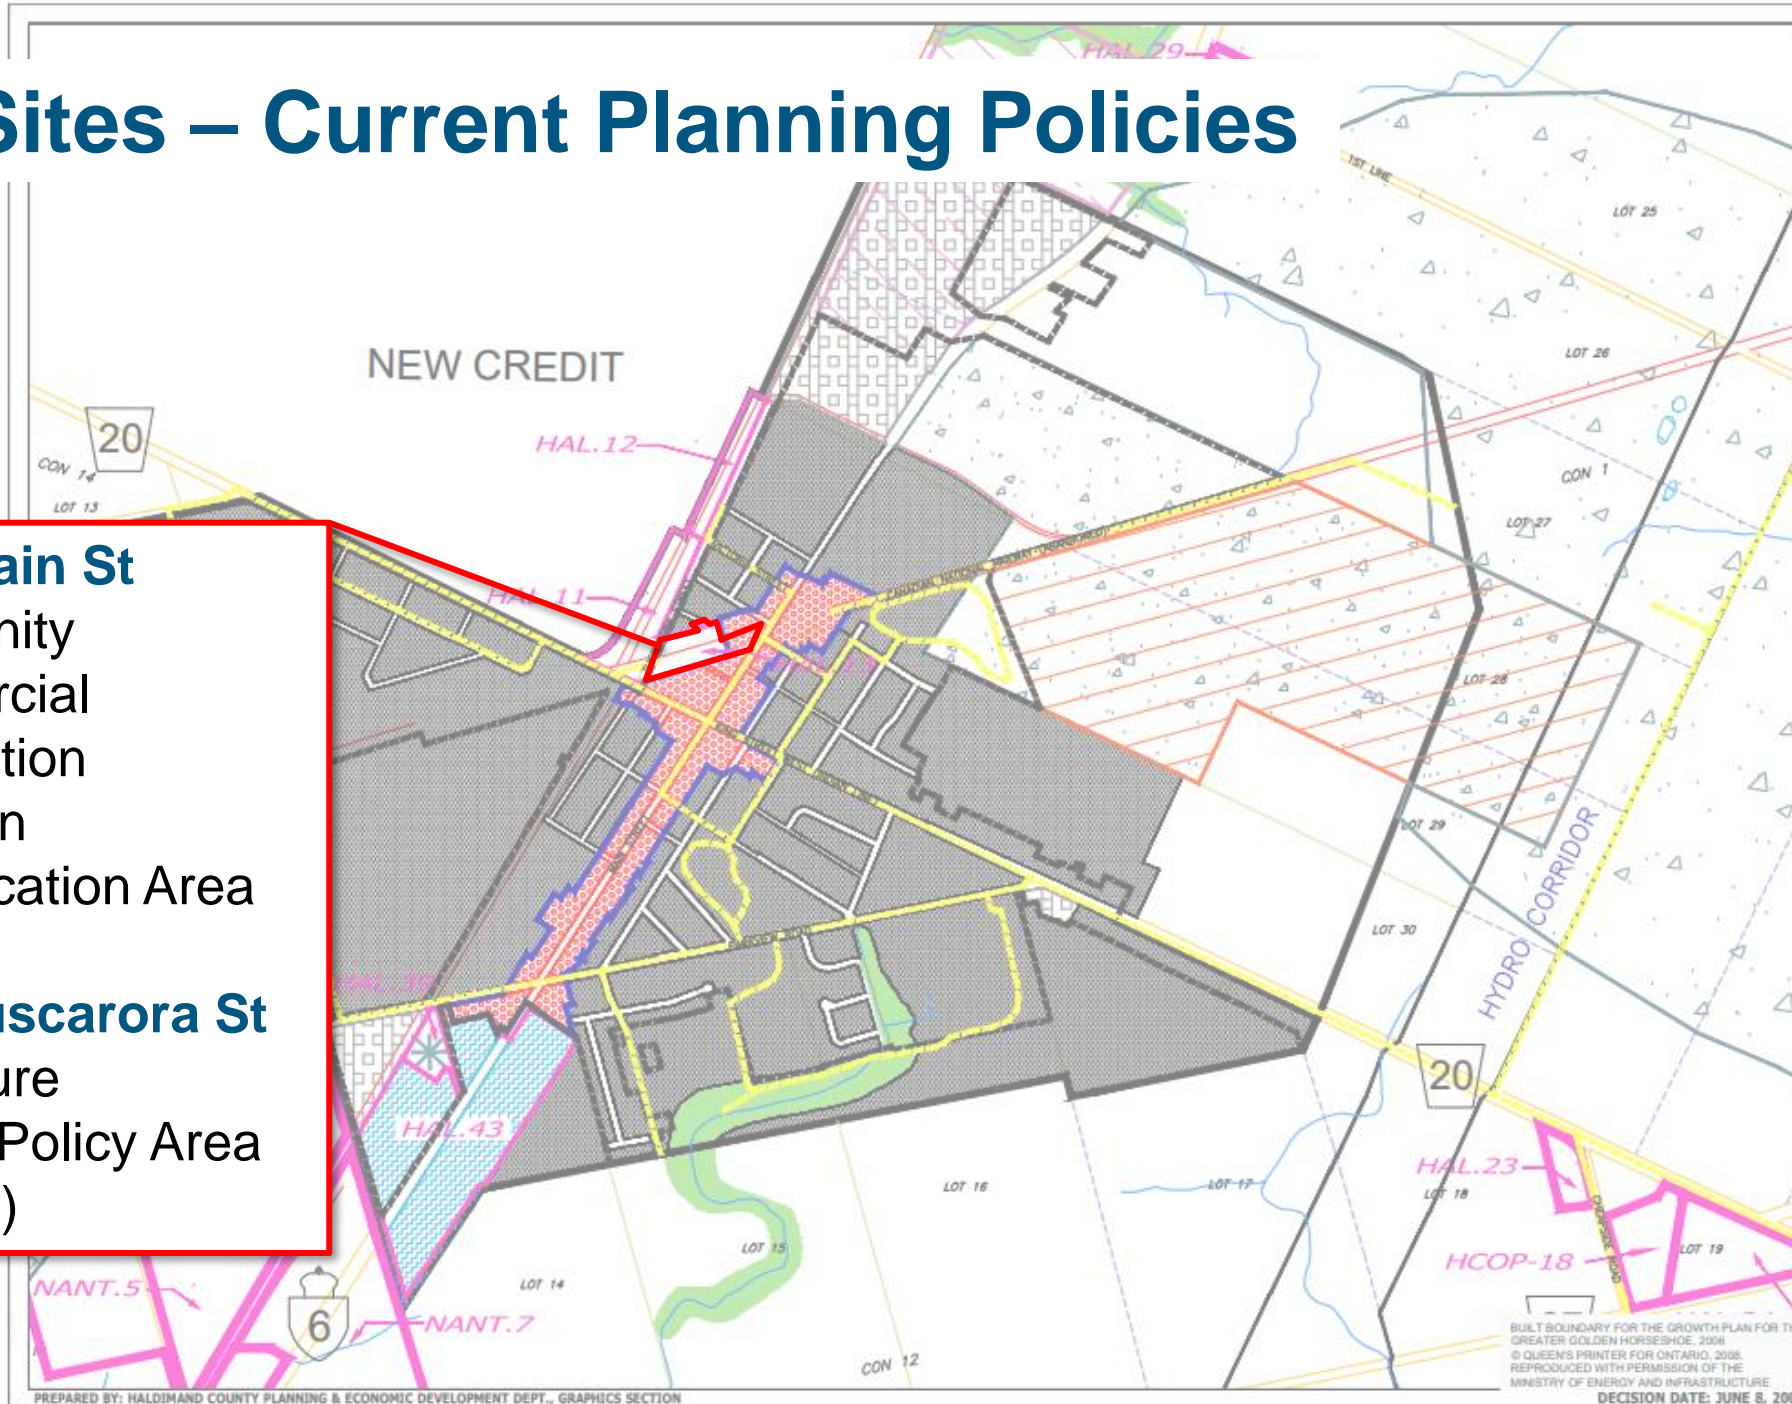 Sites – Current Planning Policies
HAL.29
1ST LINE
LOT 25
NEW CREDIT
LOT 26
20
HAL.12
CON 14
CON 1
LOT 13
LOT 27
ain St
nity
rcial
tion
n
cation Area
uscarora St
ure
Policy Area
)
HAL.11
CANADIAN NATIONAL RAILWAY
LOT 28
LOT 29
HYDRO CORRIDOR
LOT 30
HAL.43
20
LOT 16
LOT 17
HAL.23
LOT 18
LOT 15
HCOP-18
LOT 19
LOT 14
NANT.5
6
NANT.7
CON 12
BUILT BOUNDARY FOR THE GROWTH PLAN FOR TH
GREATER GOLDEN HORSESHOE, 2006
© QUEEN'S PRINTER FOR ONTARIO, 2008.
REPRODUCED WITH PERMISSION OF THE
MINISTRY OF ENERGY AND INFRASTRUCTURE
PREPARED BY: HALDIMAND COUNTY PLANNING & ECONOMIC DEVELOPMENT DEPT., GRAPHICS SECTION
DECISION DATE: JUNE 8, 200